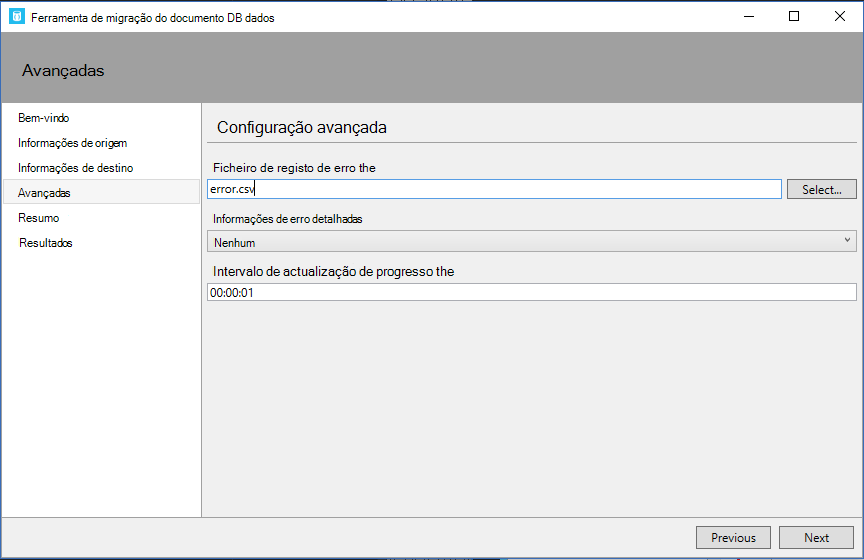 Ferramenta de migração do documento DB dados
Avançadas
Bem-vindo
Informações de origem
Informações de destino
Avançadas
Resumo
Resultados
Configuração avançada
Ficheiro de registo de erro the
error.csv
Select...
Informações de erro detalhadas
Nenhum
Intervalo de actualização de progresso the
00:00:01
Previous
Next